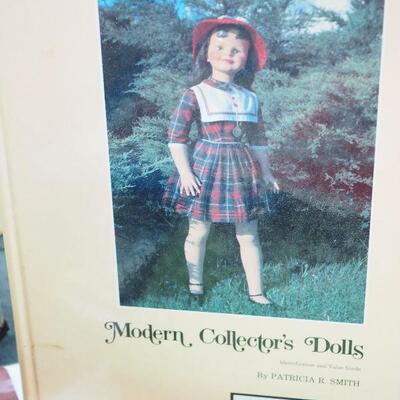 Modern Collector's Dolls
Identification and Value Guide
By PATRICIA R. SMITH